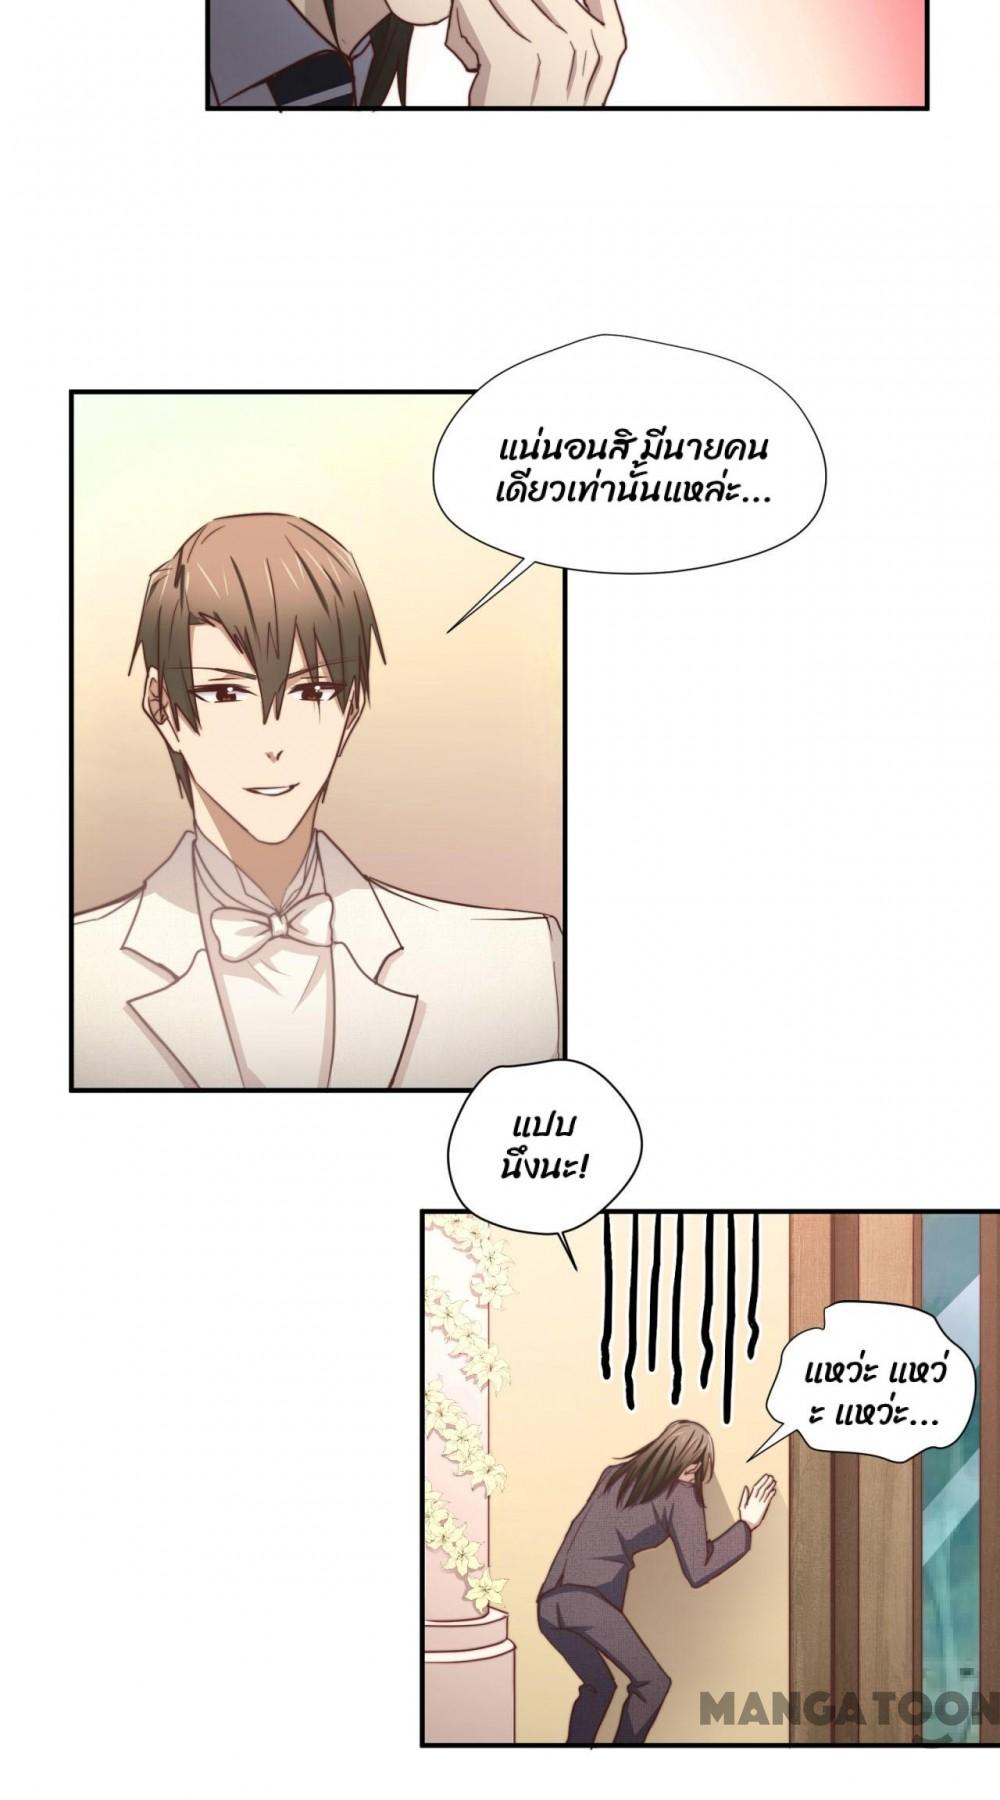 แน่นอนสิ มีนายคน
เดียวเท่านั้นแหล่ะ...
แปบ
นึงนะ!
แหว่ะ แหว่
ะ แหว่ะ...
MANGATOON